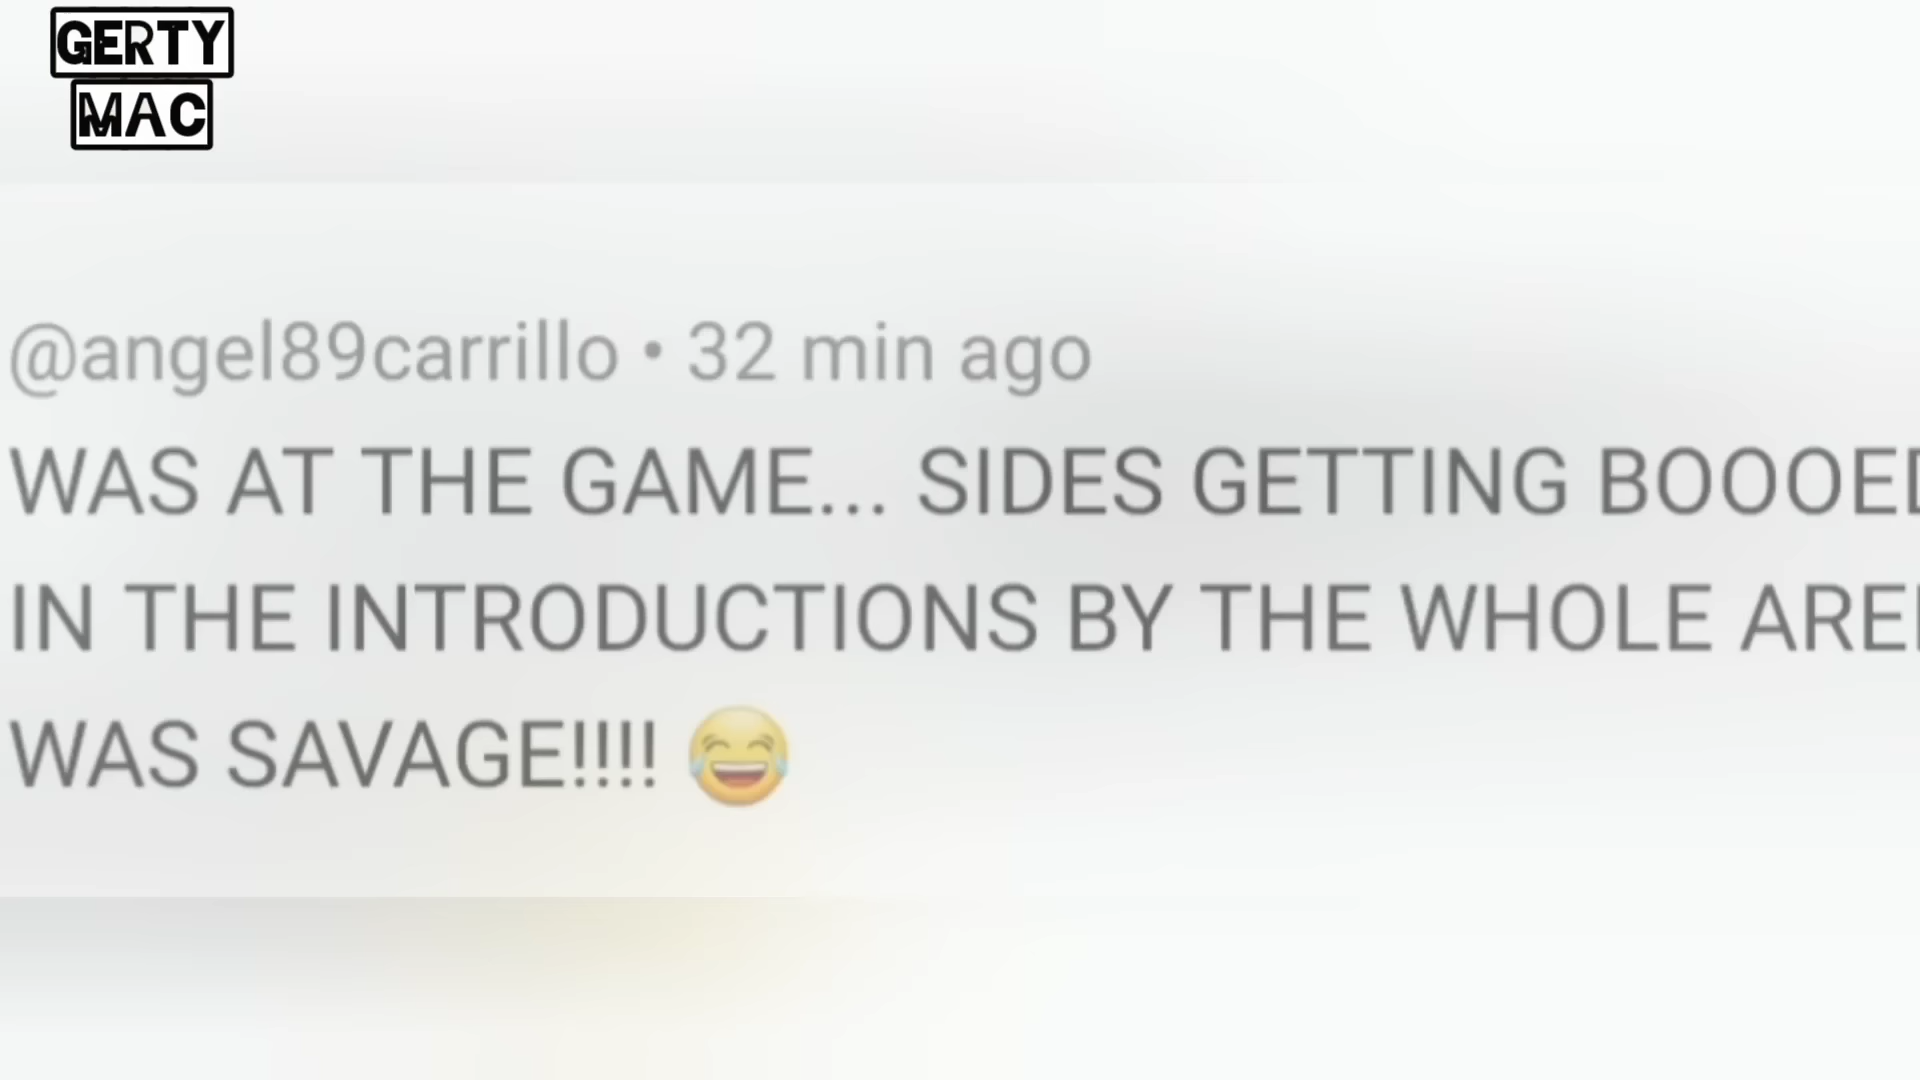 GERTY
MAC
@angel89carrillo • 32 min ago
WAS AT THE GAME... SIDES GETTING BOOOED
IN THE INTRODUCTIONS BY THE WHOLE
WAS SAVAGE!!!! 😂